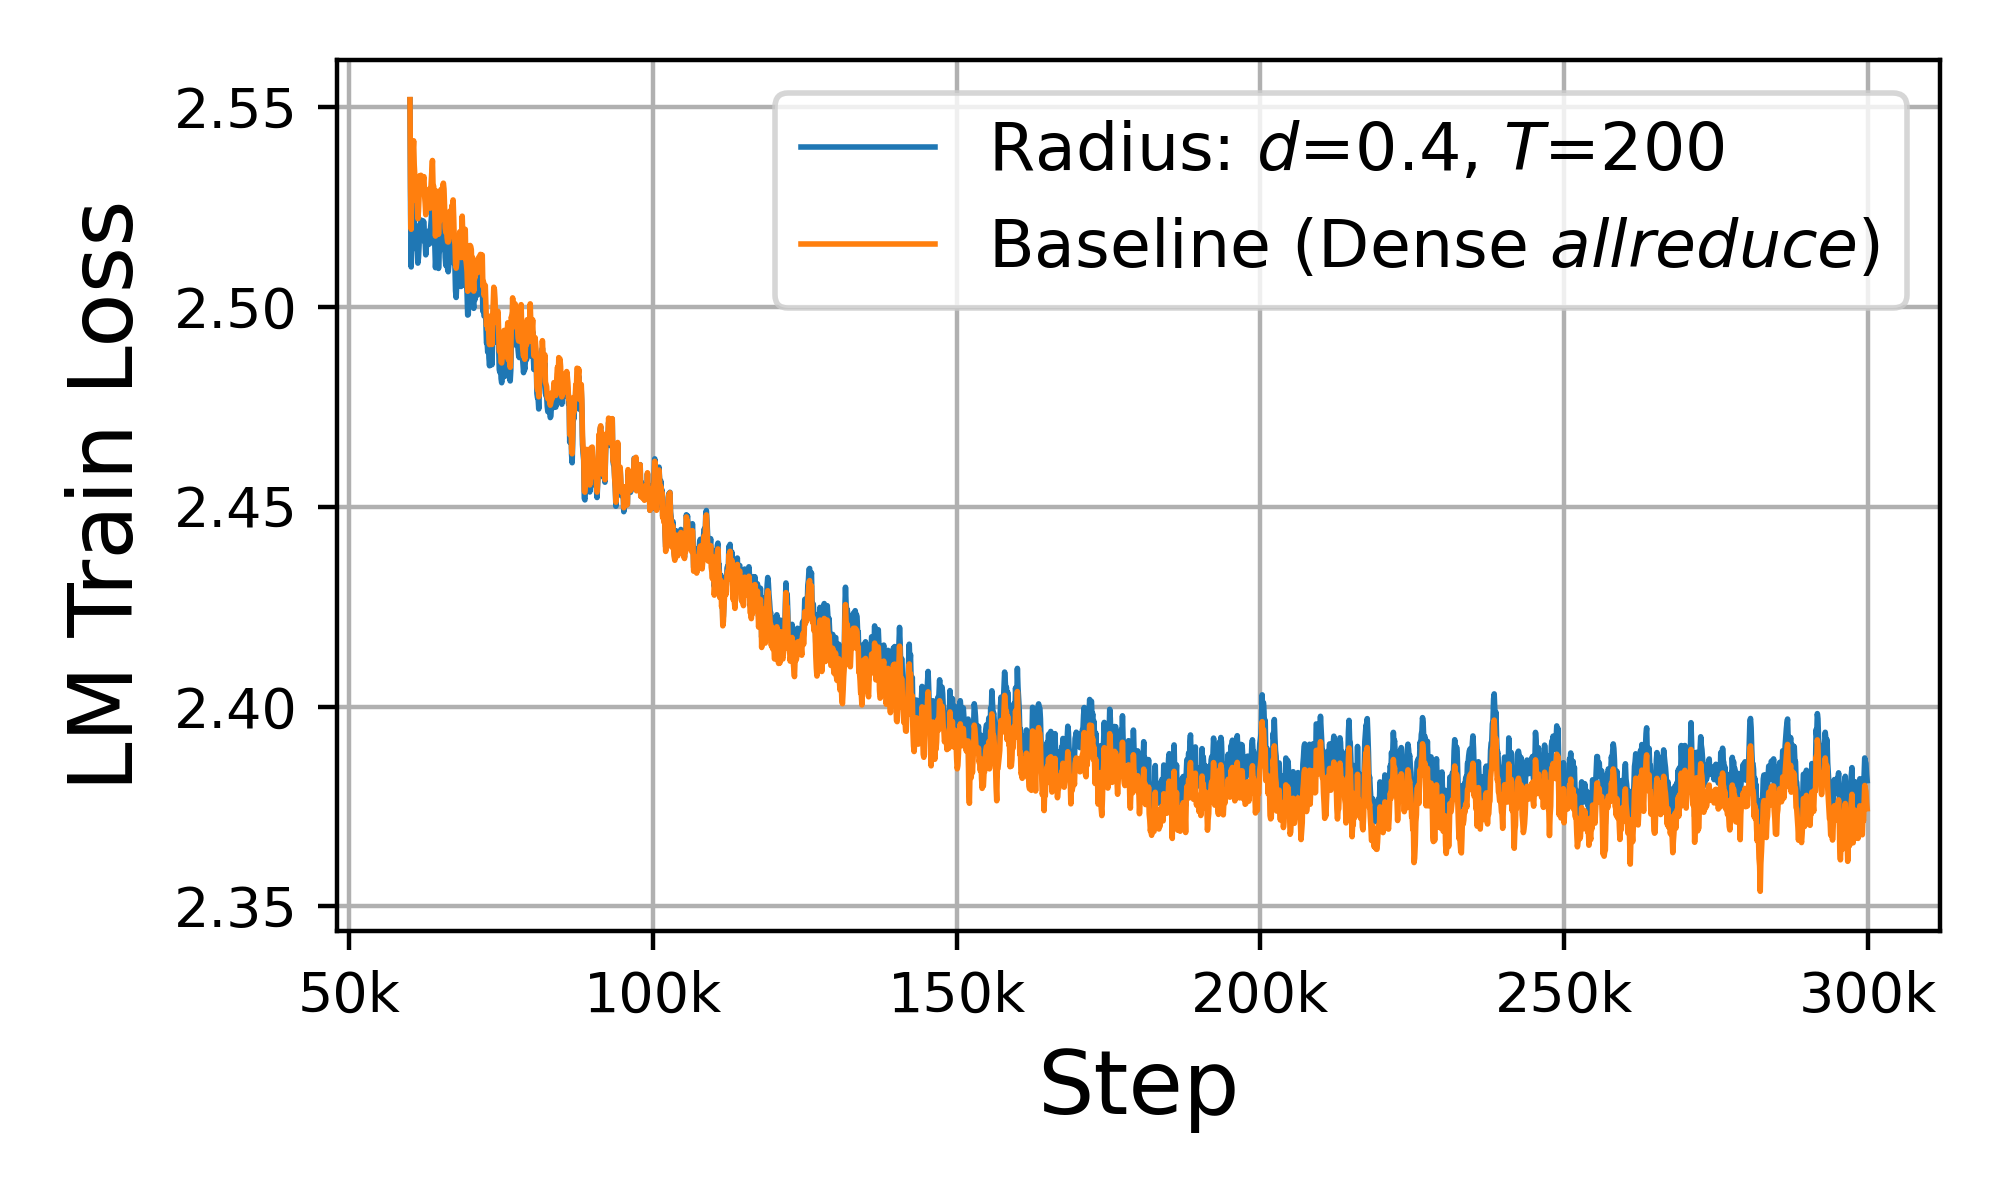 LM Train Loss
2.55
2.50
2.45
2.40
2.35
Radius: d=0.4, T=200
Baseline (Dense allreduce)
50k 100k 150k 200k 250k 300k
Step